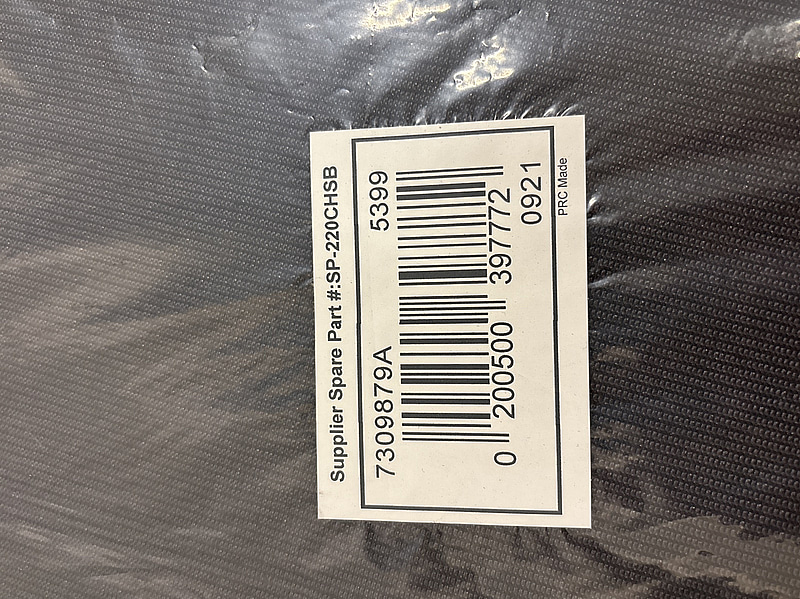 Supplier Spare Part #:SP-220CHSB
7309879A 5399
0 200500 397772
0921
PRC Made